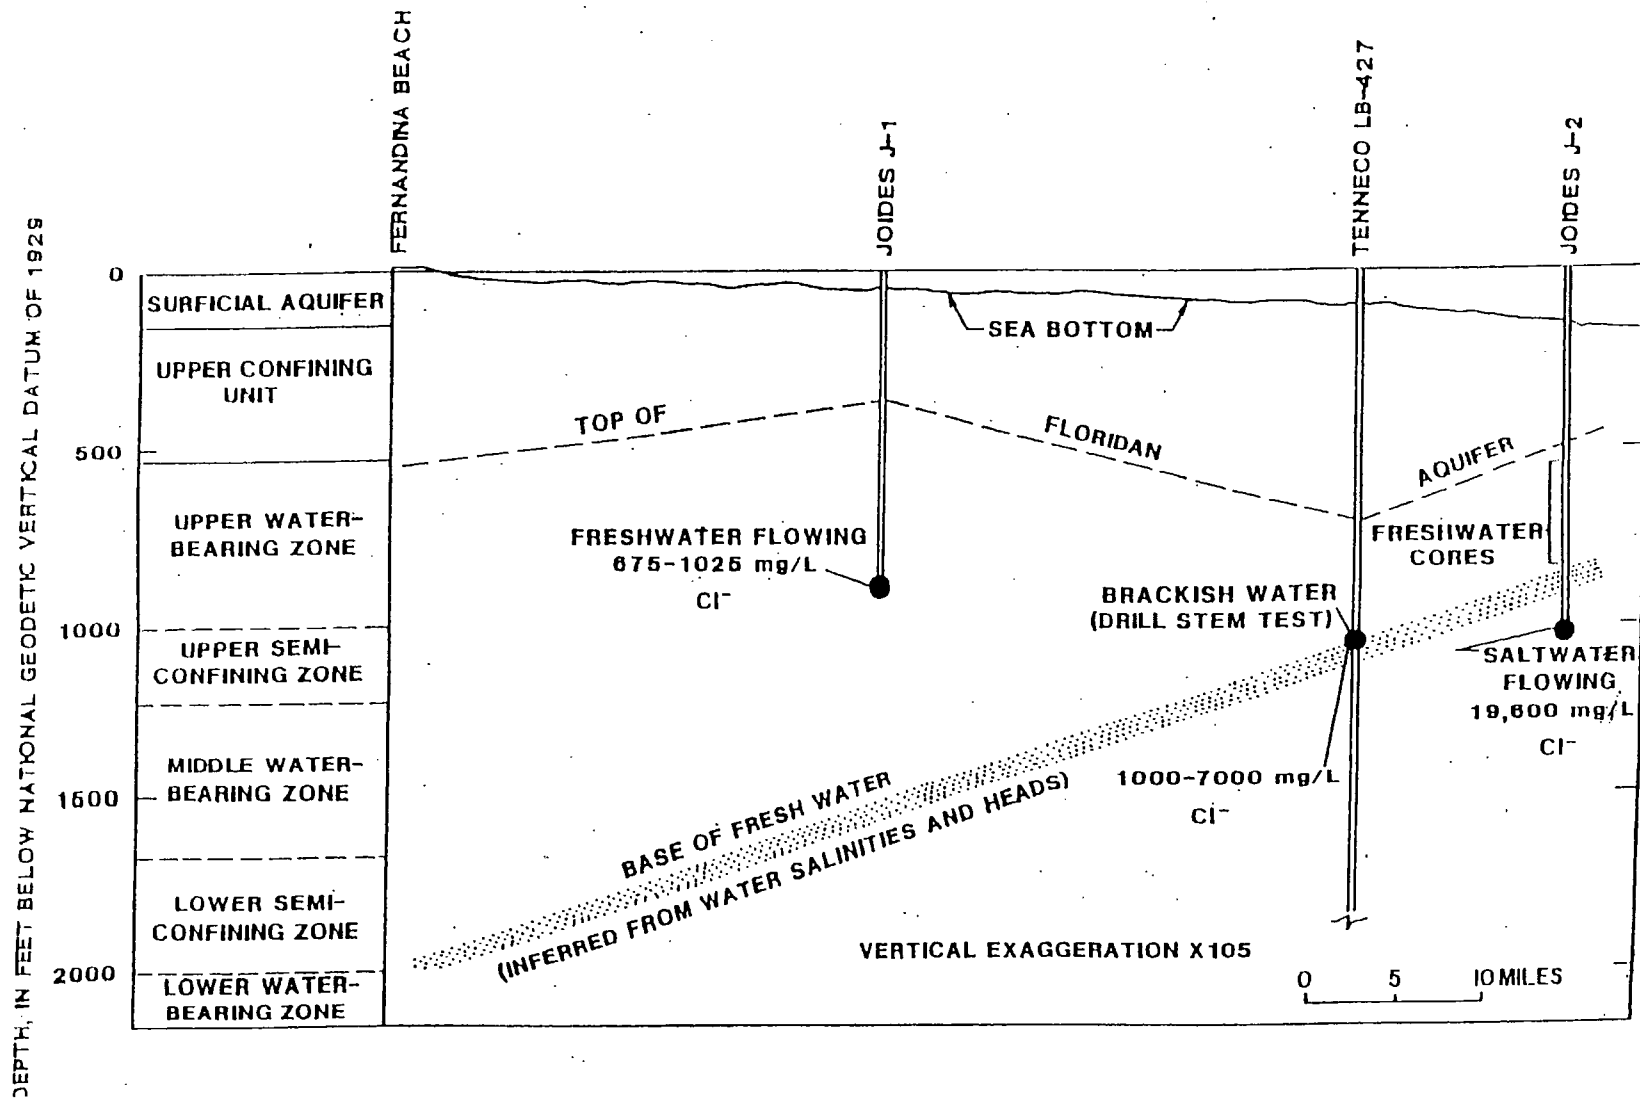 FERNANDINA BEACH
JOIDES J-1
TENNECO LB-427
JOIDES J-2
DEPTH, IN FEET BELOW NATIONAL GEODETIC VERTICAL DATUM OF 1929
0
500
1000
1500
2000
SURFICIAL AQUIFER
UPPER CONFINING
UNIT
UPPER WATER-
BEARING ZONE
UPPER SEMI-
CONFINING ZONE
MIDDLE WATER-
BEARING ZONE
LOWER SEMI-
CONFINING ZONE
LOWER WATER-
BEARING ZONE
SEA BOTTOM
TOP OF
FLORIDAN
AQUIFER
FRESHWATER FLOWING
675-1025 mg/L
Cl-
FRESHWATER
CORES
BRACKISH WATER
(DRILL STEM TEST)
SALTWATER
FLOWING
19,600 mg/L
Cl-
1000-7000 mg/L
Cl-
BASE OF FRESH WATER
(INFERRED FROM WATER SALINITIES AND HEADS)
VERTICAL EXAGGERATION X105
0 5 10 MILES